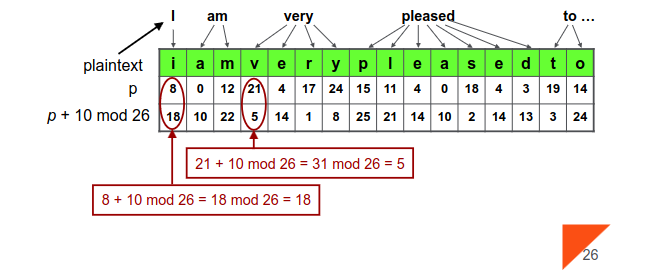 I am very pleased to ...
plaintext i a m v e r y p l e a s e d t o
p 8 0 12 21 4 17 24 15 11 4 0 18 4 3 19 14
p + 10 mod 26 18 10 22 5 14 1 8 25 21 14 10 2 14 13 3 24
21 + 10 mod 26 = 31 mod 26 = 5
8 + 10 mod 26 = 18 mod 26 = 18
26